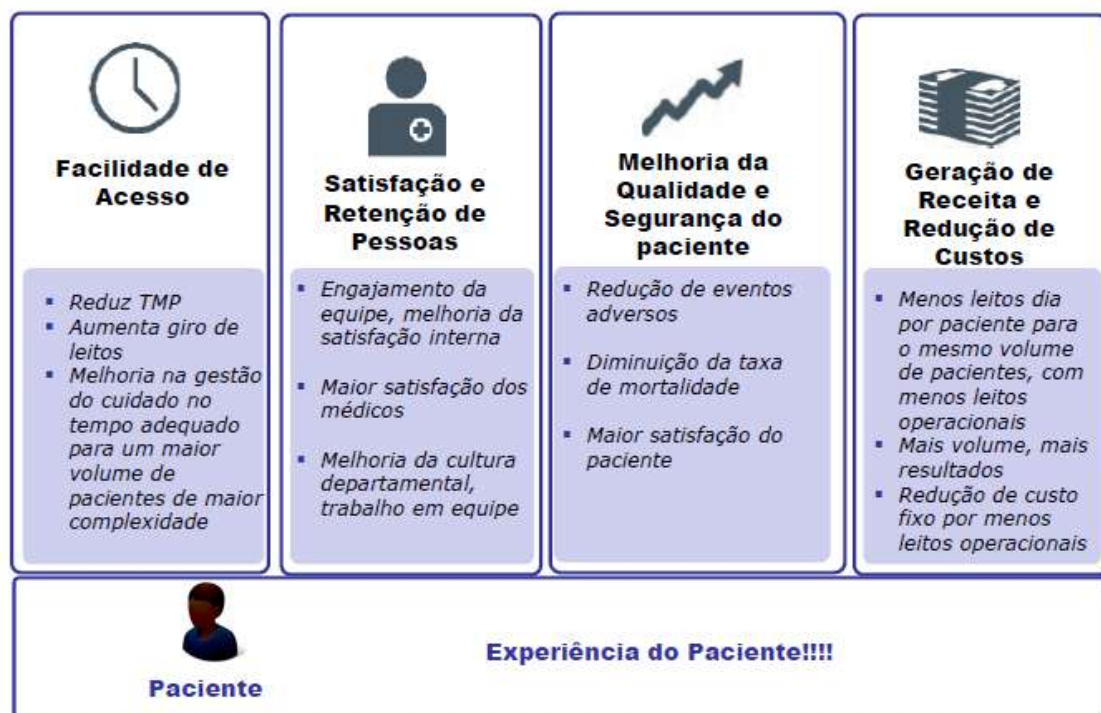 Facilidade de
Acesso
▪ Reduz TMP
▪ Aumenta giro de
leitos
▪ Melhoria na gestão
do cuidado no
tempo adequado
para um maior
volume de
pacientes de maior
complexidade
Satisfação e
Retenção de
Pessoas
▪ Engajamento da
equipe, melhoria da
satisfação interna
▪ Maior satisfação dos
médicos
▪ Melhoria da cultura
departamental,
trabalho em equipe
Melhoria da
Qualidade e
Segurança do
paciente
▪ Redução de eventos
adversos
▪ Diminuição da taxa
de mortalidade
▪ Maior satisfação do
paciente
Geração de
Receita e
Redução de
Custos
▪ Menos leitos dia
por paciente para
o mesmo volume
de pacientes, com
menos leitos
operacionais
▪ Mais volume, mais
resultados
▪ Redução de custo
fixo por menos
leitos operacionais
Paciente
Experiência do Paciente!!!!